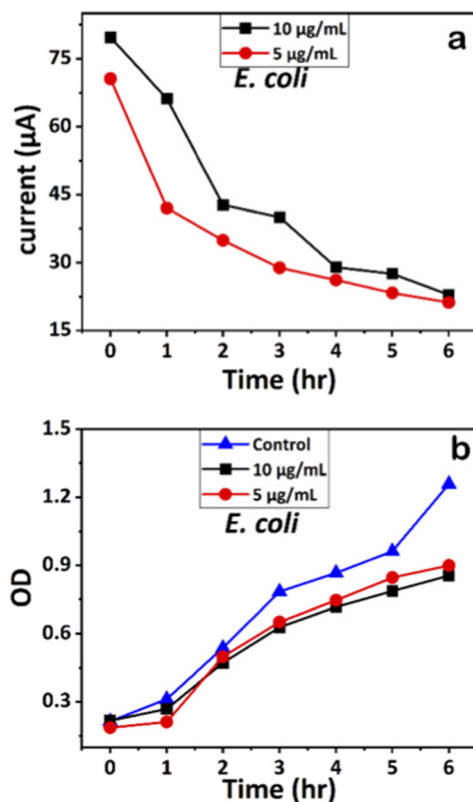 a
10 µg/mL
5 µg/mL
E. coli
75
60
45
30
15
current (µA)
0 1 2 3 4 5 6
Time (hr)
b
Control
10 µg/mL
5 µg/mL
E. coli
1.5
1.2
0.9
0.6
0.3
OD
0 1 2 3 4 5 6
Time (hr)